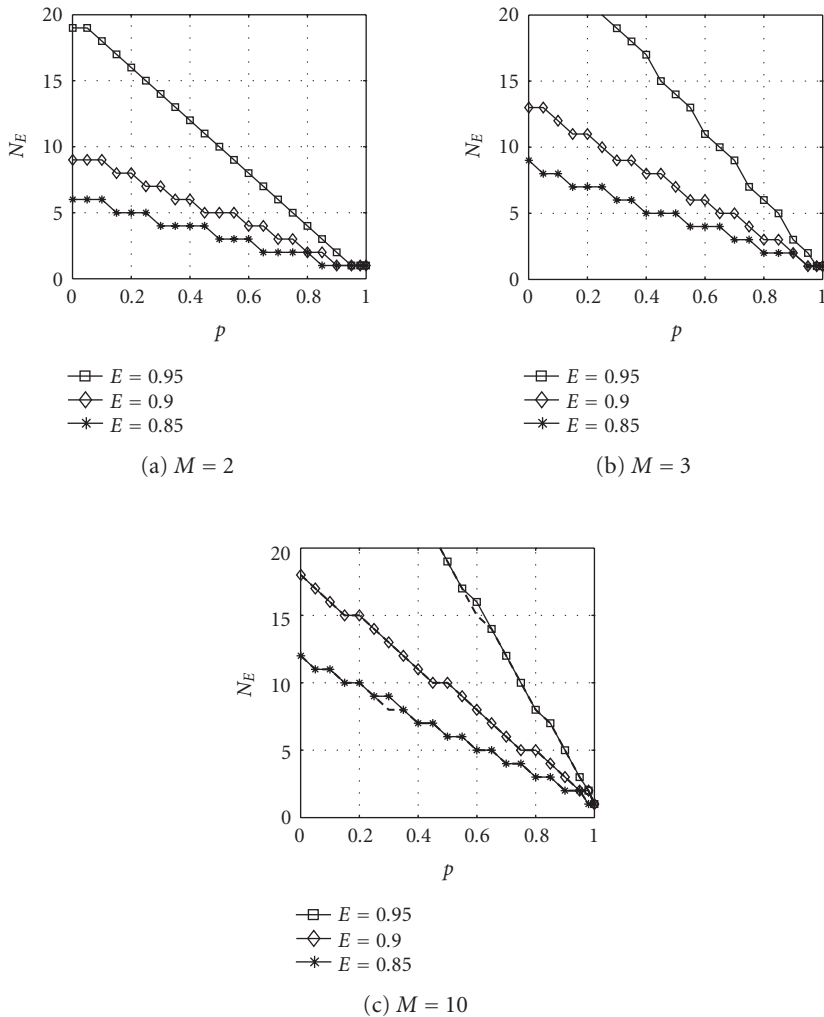 20
15
10
5
0
N_E
0 0.2 0.4 0.6 0.8 1
p
E = 0.95
E = 0.9
E = 0.85
(a) M = 2
20
15
10
5
0
N_E
0 0.2 0.4 0.6 0.8 1
p
E = 0.95
E = 0.9
E = 0.85
(b) M = 3
20
15
10
5
0
N_E
0 0.2 0.4 0.6 0.8 1
p
E = 0.95
E = 0.9
E = 0.85
(c) M = 10